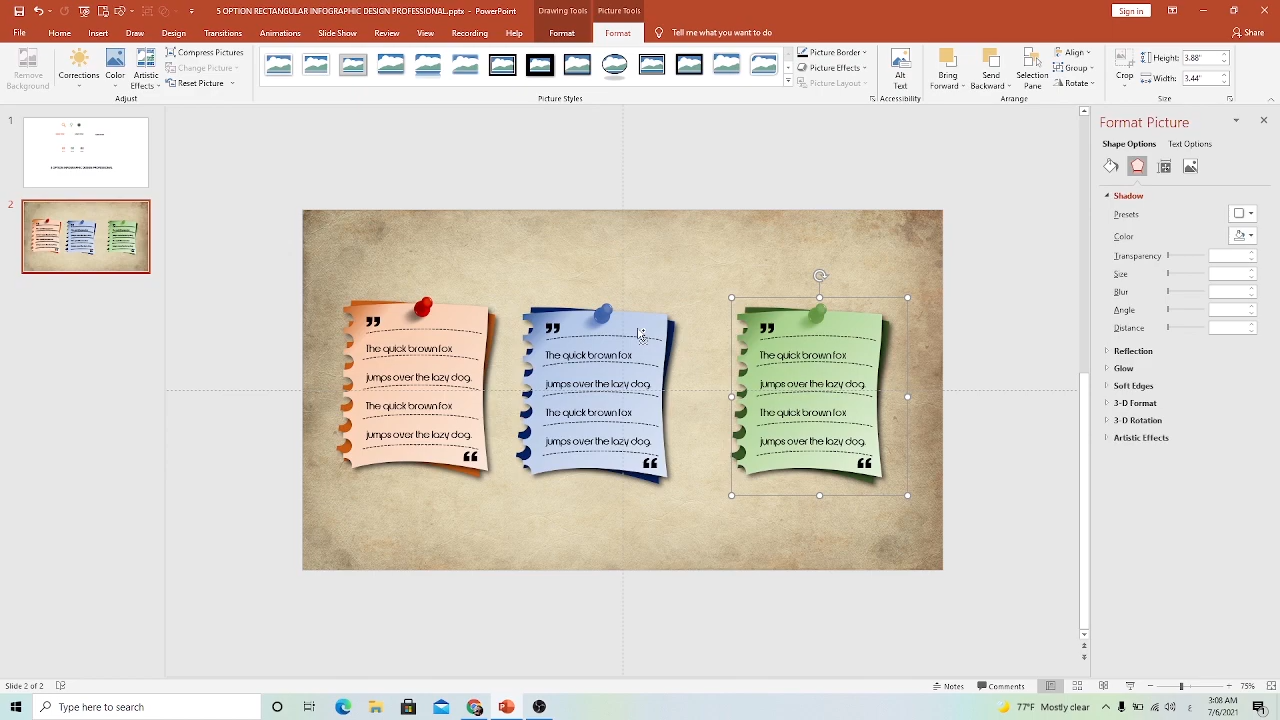 5 OPTION RECTANGULAR INFOGRAPHIC DESIGN PROFESSIONAL.pptx - PowerPoint
Drawing Tools
Picture Tools
Sign in
File
Home
Insert
Draw
Design
Transitions
Animations
Slide Show
Review
View
Recording
Help
Format
Format
Tell me what you want to do
Share
Remove Background
Corrections
Color
Artistic Effects
Compress Pictures
Change Picture
Reset Picture
Adjust
Picture Styles
Picture Border
Picture Effects
Picture Layout
Alt Text
Accessibility
Bring Forward
Send Backward
Selection Pane
Align
Group
Rotate
Arrange
Crop
Height: 3.88"
Width: 3.44"
Size
1
2
„
The quick brown fox
jumps over the lazy dog.
The quick brown fox
jumps over the lazy dog.
“
„
The quick brown fox
jumps over the lazy dog.
The quick brown fox
jumps over the lazy dog.
“
„
The quick brown fox
jumps over the lazy dog.
The quick brown fox
jumps over the lazy dog.
“
Format Picture
Shape Options
Text Options
Shadow
Presets
Color
Transparency
Size
Blur
Angle
Distance
Reflection
Glow
Soft Edges
3-D Format
3-D Rotation
Artistic Effects
Slide 2 of 2
Notes
Comments
75%
Type here to search
77°F Mostly clear
3:08 AM
7/6/2021